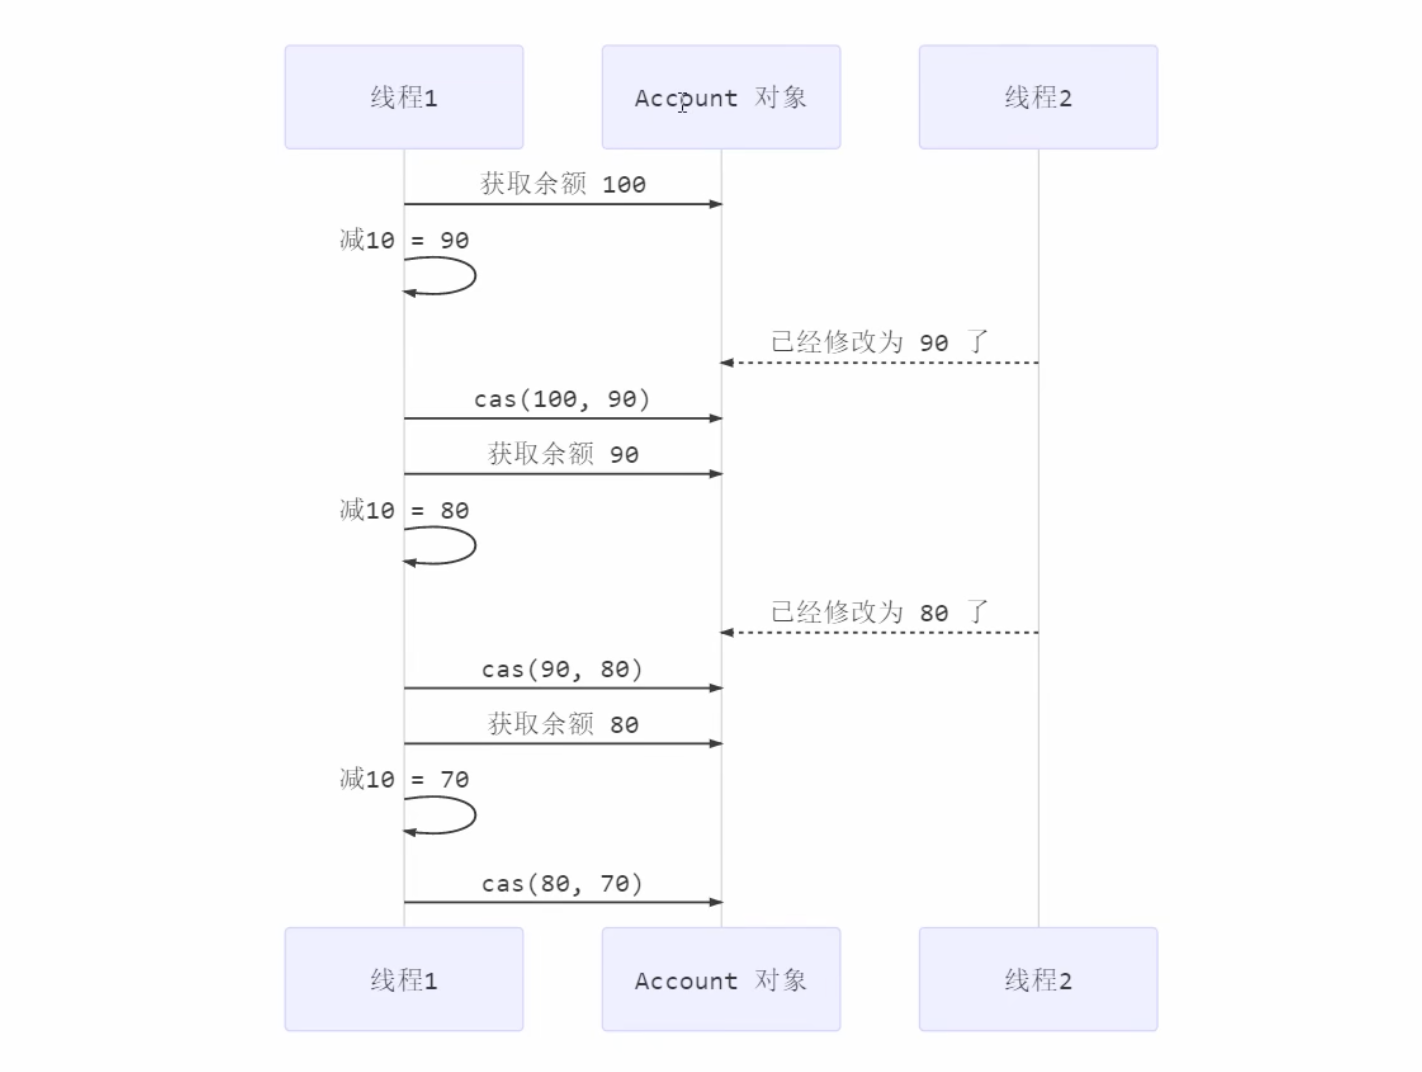 线程1
Account 对象
线程2
获取余额 100
减10 = 90
已经修改为 90 了
cas(100, 90)
获取余额 90
减10 = 80
已经修改为 80 了
cas(90, 80)
获取余额 80
减10 = 70
cas(80, 70)
线程1
Account 对象
线程2